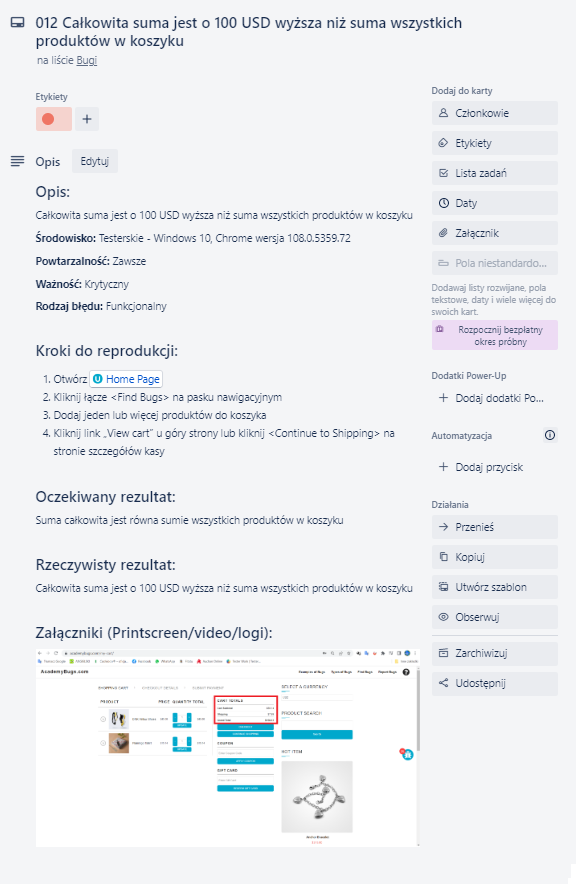 012 Całkowita suma jest o 100 USD wyższa niż suma wszystkich
produktów w koszyku
na liście Bugi
Etykiety
Opis
Edytuj
Opis:
Całkowita suma jest o 100 USD wyższa niż suma wszystkich produktów w koszyku
Środowisko: Testerskie - Windows 10, Chrome wersja 108.0.5359.72
Powtarzalność: Zawsze
Ważność: Krytyczny
Rodzaj błędu: Funkcjonalny
Kroki do reprodukcji:
1. Otwórz Home Page
2. Kliknij łącze <Find Bugs> na pasku nawigacyjnym
3. Dodaj jeden lub więcej produktów do koszyka
4. Kliknij link „View cart" u góry strony lub kliknij <Continue to Shipping> na
stronie szczegółów kasy
Oczekiwany rezultat:
Suma całkowita jest równa sumie wszystkich produktów w koszyku
Rzeczywisty rezultat:
Całkowita suma jest o 100 USD wyższa niż suma wszystkich produktów w koszyku
Załączniki (Printscreen/video/logi):
AcademyBugs.com
SHOPPING CART
SELECT A CURRENCY
CART TOTALS
PRODUCT PRICE QUANTITY TOTAL
PRODUCT SEARCH
COUPON
HOT ITEM
GIFT CARD
Dodaj do karty
Członkowie
Etykiety
Lista zadań
Daty
Załącznik
Pola niestandardo...
Dodawaj listy rozwijane, pola
tekstowe, daty i wiele więcej do
swoich kart.
Rozpocznij bezpłatny
okres próbny
Dodatki Power-Up
Dodaj dodatki Po...
Automatyzacja
Dodaj przycisk
Działania
Przenieś
Kopiuj
Utwórz szablon
Obserwuj
Zarchiwizuj
Udostępnij